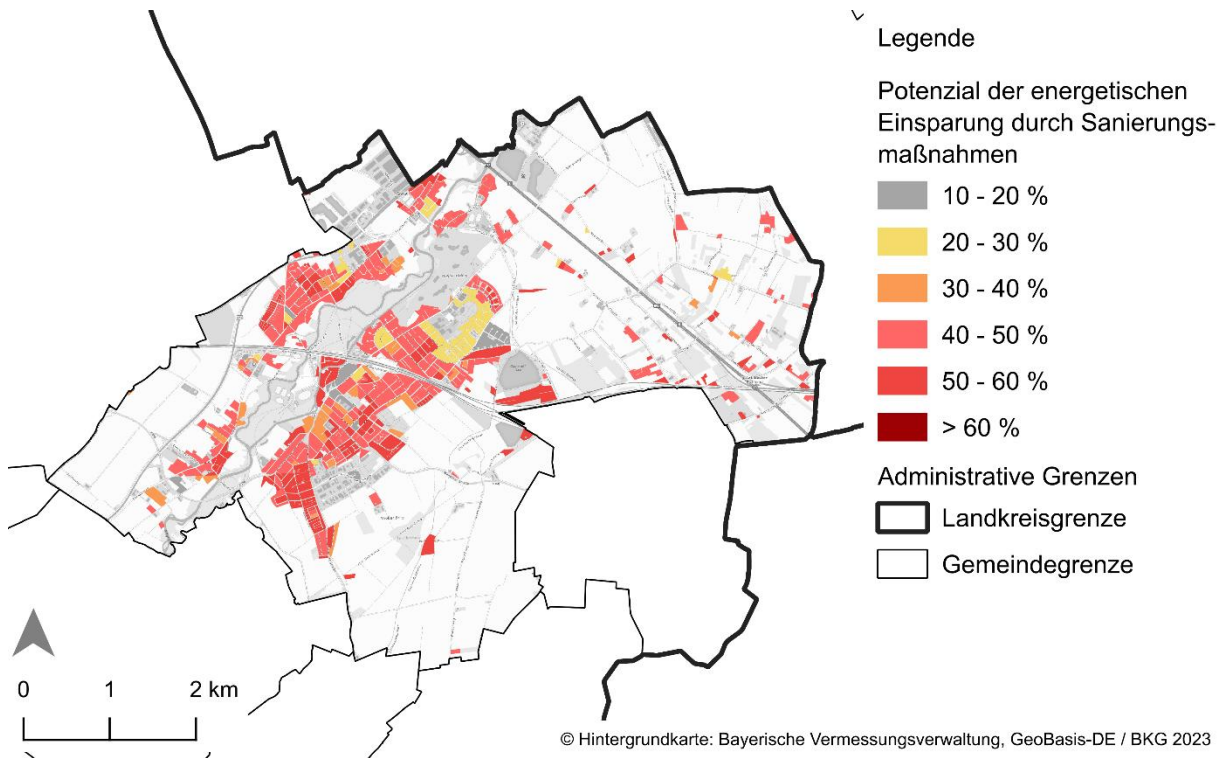 Legende
Potenzial der energetischen
Einsparung durch Sanierungs-
maßnahmen
10 - 20 %
20 - 30 %
30 - 40 %
40 - 50 %
50 - 60 %
> 60 %
Administrative Grenzen
Landkreisgrenze
Gemeindegrenze
0 1 2 km
© Hintergrundkarte: Bayerische Vermessungsverwaltung, GeoBasis-DE / BKG 2023